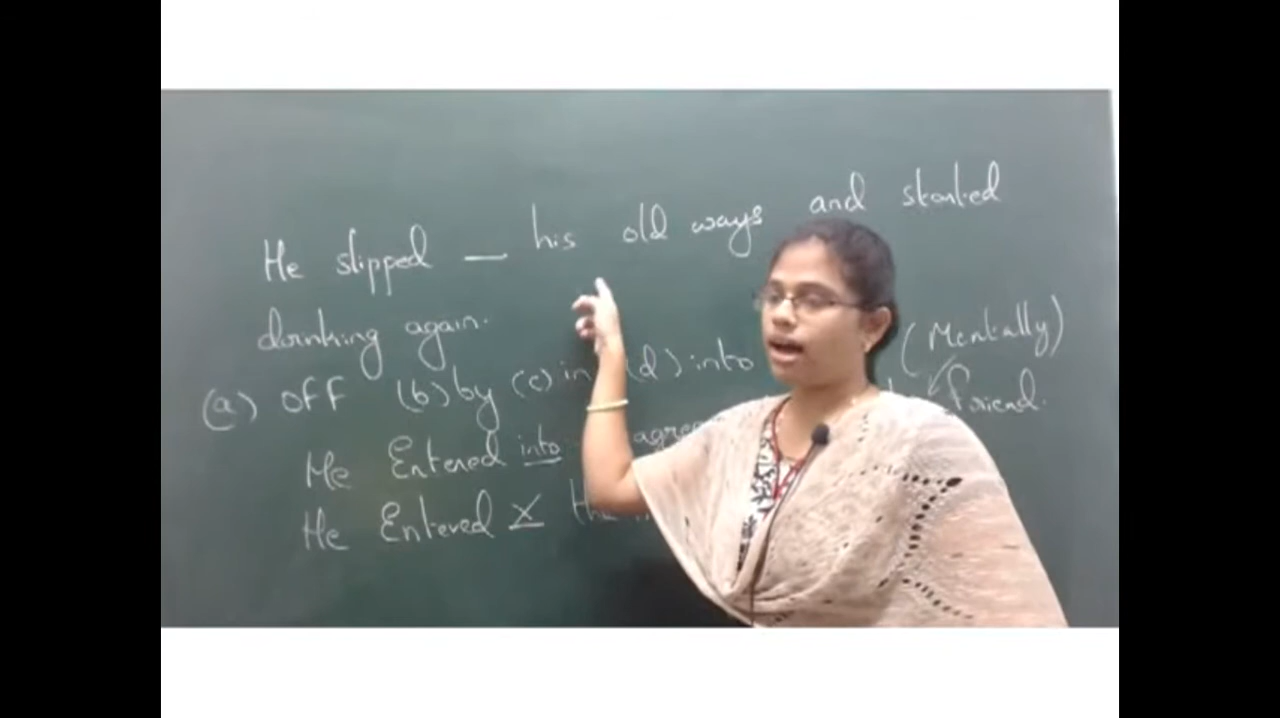 He slipped — his old ways and started
drinking again.
(a) OFF (b) by (c) in (d) into (Mentally)
He Entered into friend.
He Entered X